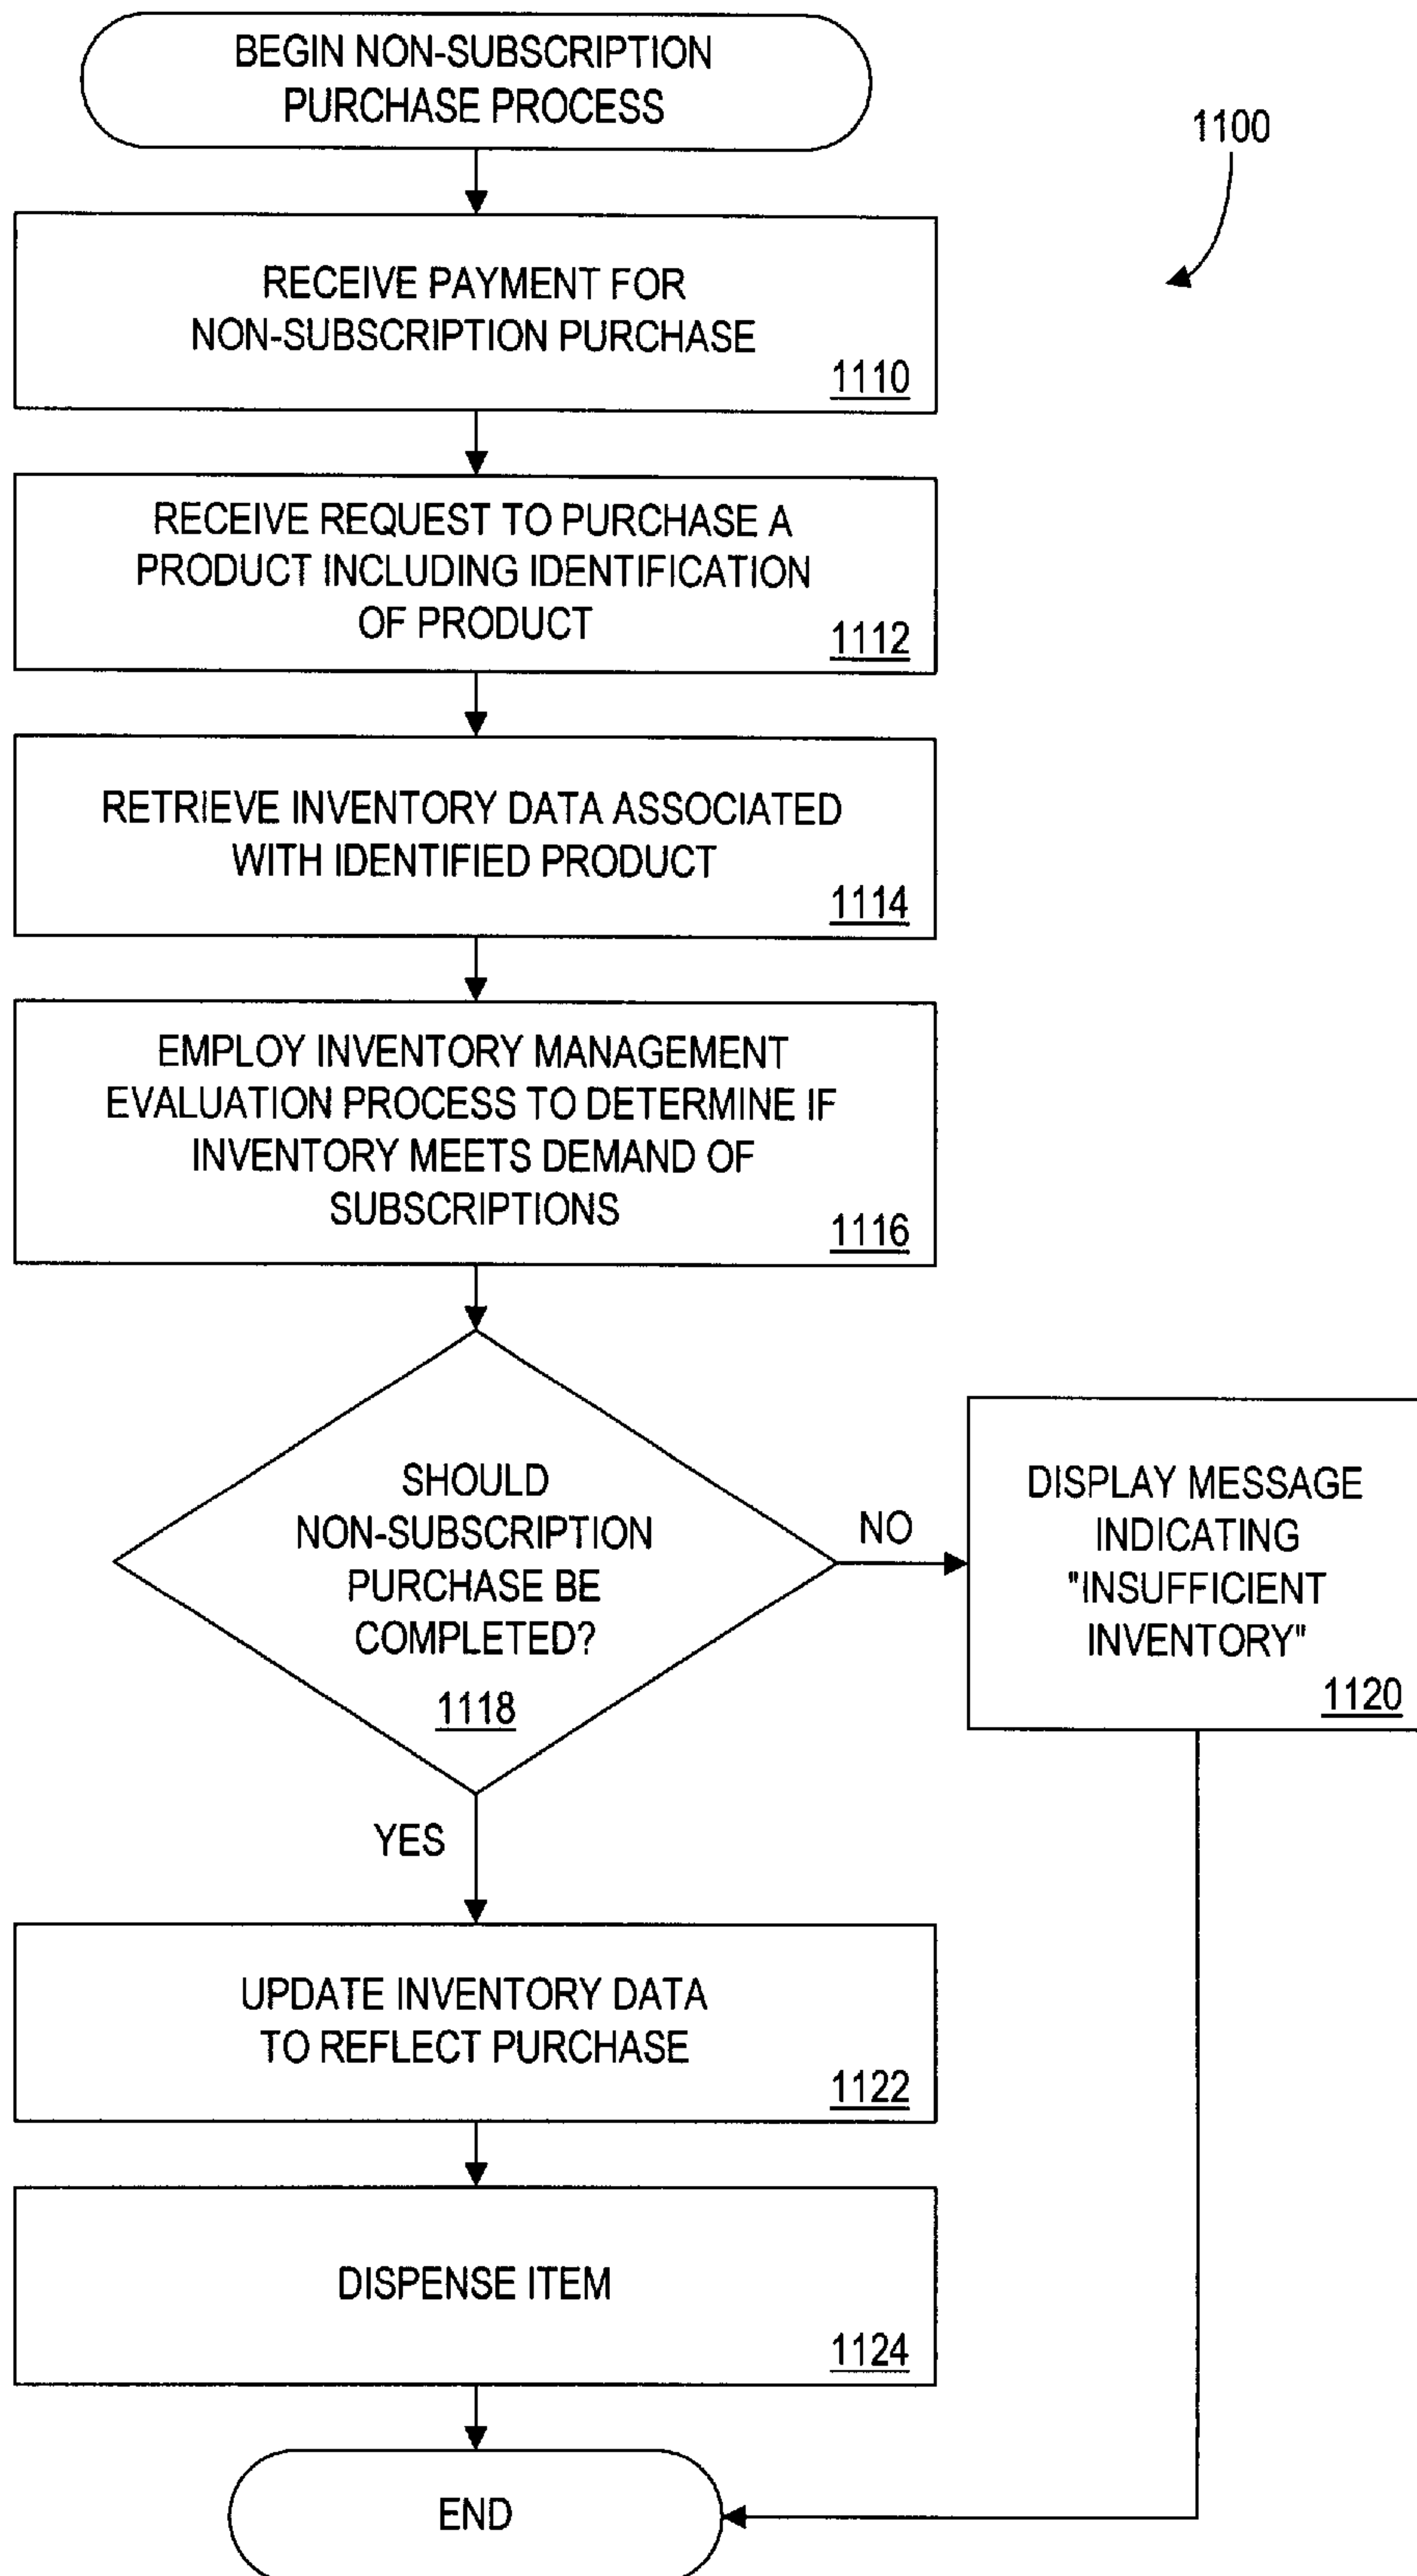 BEGIN NON-SUBSCRIPTION
PURCHASE PROCESS
1100
RECEIVE PAYMENT FOR
NON-SUBSCRIPTION PURCHASE
1110
RECEIVE REQUEST TO PURCHASE A
PRODUCT INCLUDING IDENTIFICATION
OF PRODUCT
1112
RETRIEVE INVENTORY DATA ASSOCIATED
WITH IDENTIFIED PRODUCT
1114
EMPLOY INVENTORY MANAGEMENT
EVALUATION PROCESS TO DETERMINE IF
INVENTORY MEETS DEMAND OF
SUBSCRIPTIONS
1116
SHOULD
NON-SUBSCRIPTION
PURCHASE BE
COMPLETED?
1118
NO
DISPLAY MESSAGE
INDICATING
"INSUFFICIENT
INVENTORY"
1120
YES
UPDATE INVENTORY DATA
TO REFLECT PURCHASE
1122
DISPENSE ITEM
1124
END